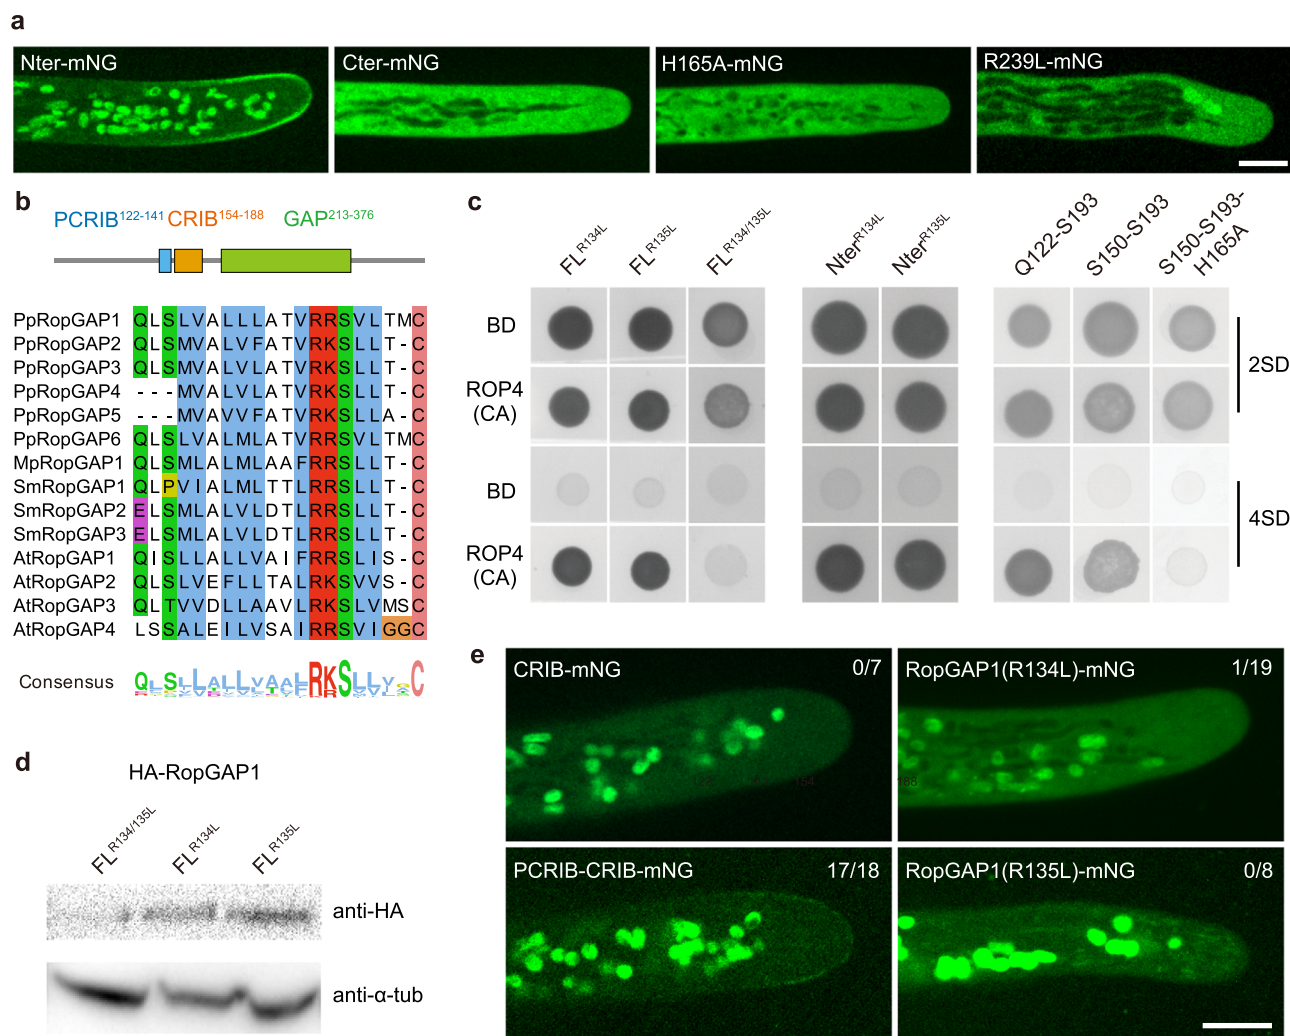 a
Nter-mNG
Cter-mNG
H165A-mNG
R239L-mNG
b
PCRIB122-141 CRIB154-188 GAP213-376
PpRopGAP1 QLSLVALLLATVRRSVLTMC
PpRopGAP2 QLSMVALVFATVRKSLLT-C
PpRopGAP3 QLSMVALVFATVRKSLLT-C
PpRopGAP4 ---MVALVLATVRKSLLT-C
PpRopGAP5 ---MVAVVFATVRKSLLA-C
PpRopGAP6 QLSLVALMLATVRRSVLTMC
MpRopGAP1 QLSMLALMLAAFRRSLLT-C
SmRopGAP1 QLPVIALMLTTLRRSLLT-C
SmRopGAP2 ELSMLALVLDTLRRSLLT-C
SmRopGAP3 ELSMLALVLDTLRRSLLT-C
AtRopGAP1 QISLLALLVAIFRRSLIS-C
AtRopGAP2 QLSLVEFLLTALRKSVVS-C
AtRopGAP3 QLTVVDLLAAVLRKSLVMSC
AtRopGAP4 LSSALEILVSAIRRSVIGGC
Consensus
c
FLR134L
FLR135L
FLR134/135L
NterR134L
NterR135L
Q122-S193
S150-S193
S150-S193-
H165A
BD
ROP4
(CA)
2SD
BD
ROP4
(CA)
4SD
d
HA-RopGAP1
FLR134/135L
FLR134L
FLR135L
anti-HA
anti-α-tub
e
CRIB-mNG 0/7
RopGAP1(R134L)-mNG 1/19
PCRIB-CRIB-mNG 17/18
RopGAP1(R135L)-mNG 0/8